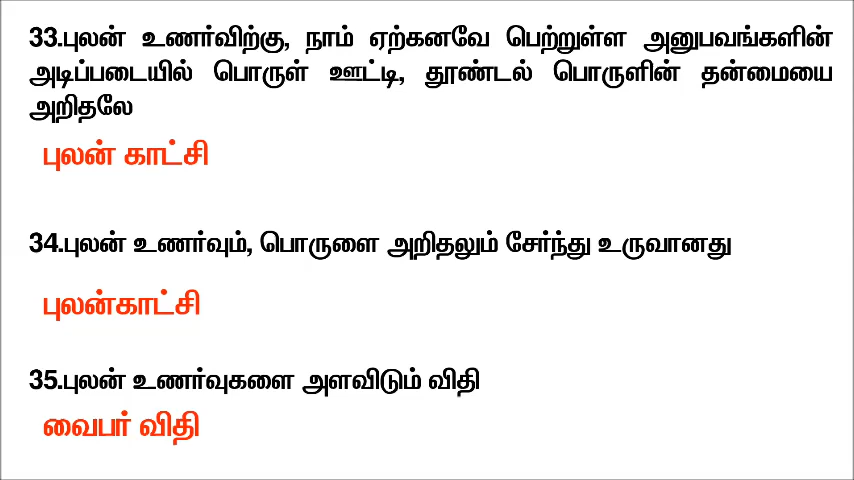 33.புலன் உணர்விற்கு, நாம் ஏற்கனவே பெற்றுள்ள அனுபவங்களின்
அடிப்படையில் பொருள் ஊட்டி, தூண்டல் பொருளின் தன்மையை
அறிதலே
புலன் காட்சி
34.புலன் உணர்வும், பொருளை அறிதலும் சேர்ந்து உருவானது
புலன்காட்சி
35.புலன் உணர்வுகளை அளவிடும் விதி
வைபர் விதி